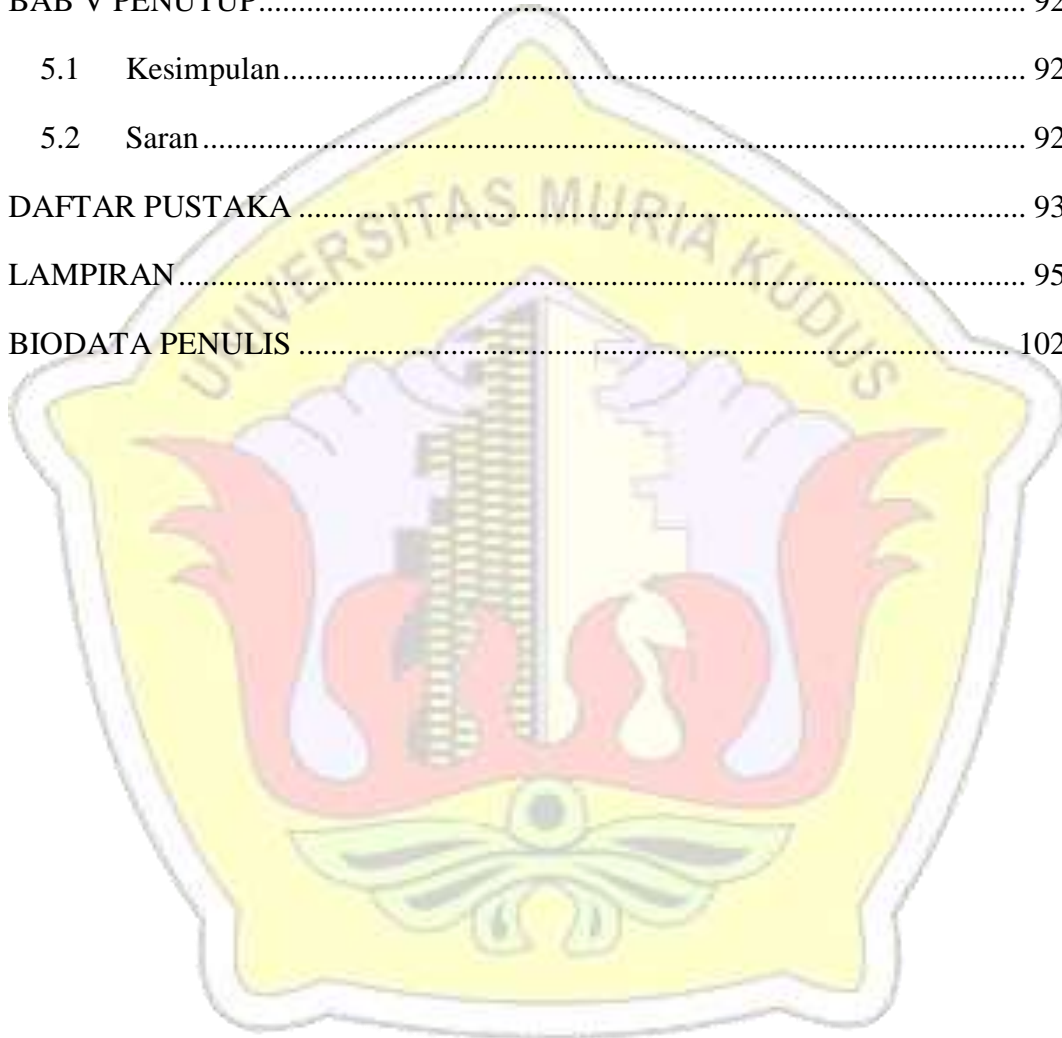 BAB V PENUTUP.......................................................................................... 92
5.1 Kesimpulan......................................................................................... 92
5.2 Saran.................................................................................................. 92
DAFTAR PUSTAKA...................................................................................... 93
LAMPIRAN.................................................................................................... 95
BIODATA PENULIS...................................................................................... 102
UNIVERSITAS MURIA KUDUS